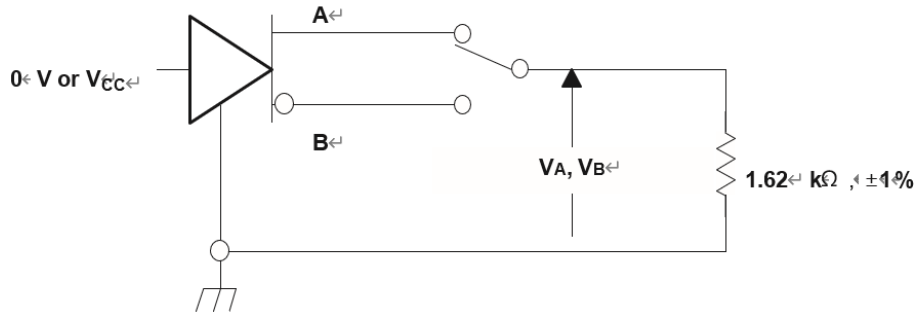 A↵
0← V or VCC↵
B↵
VA, VB↵
1.62↵ kΩ , ±1%